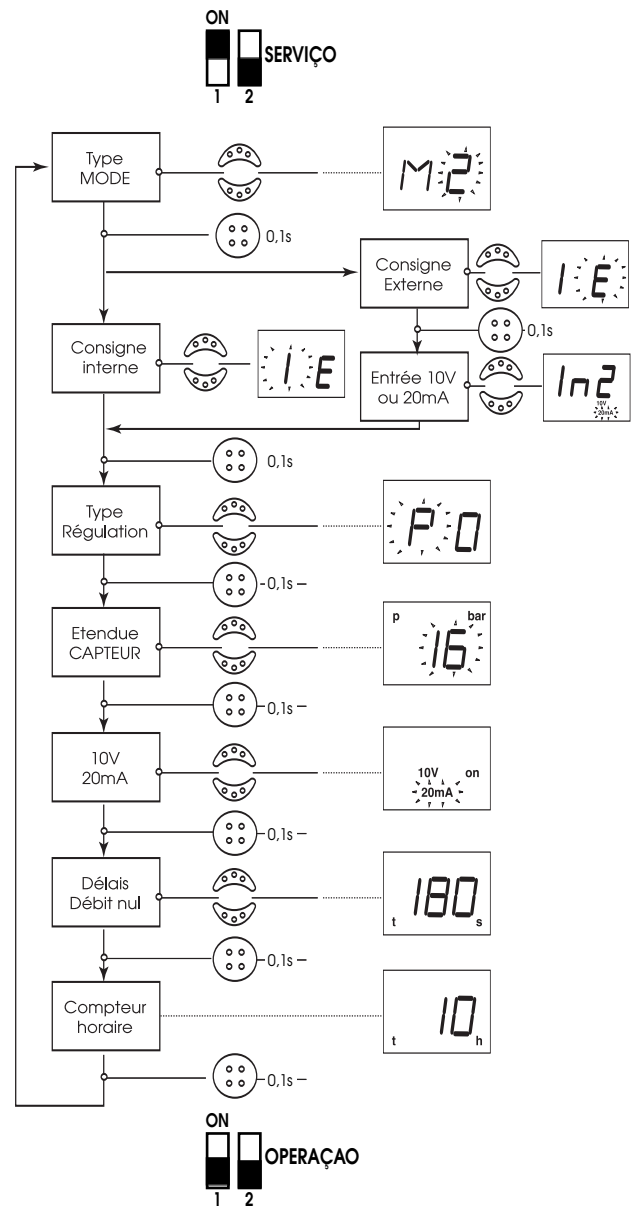 ON
SERVIÇO
1 2
Type
MODE
M2
0,1s
Consigne
Externe
I E
0,1s
Consigne
interne
I E
Entrée 10V
ou 20mA
In2
10V
20mA
0,1s
Type
Régulation
P0
0,1s
Etendue
CAPTEUR
p bar
16
0,1s
10V
20mA
10V on
20mA
0,1s
Délais
Débit nul
180
t s
0,1s
Compteur
horaire
10
t h
0,1s
ON
OPERAÇAO
1 2